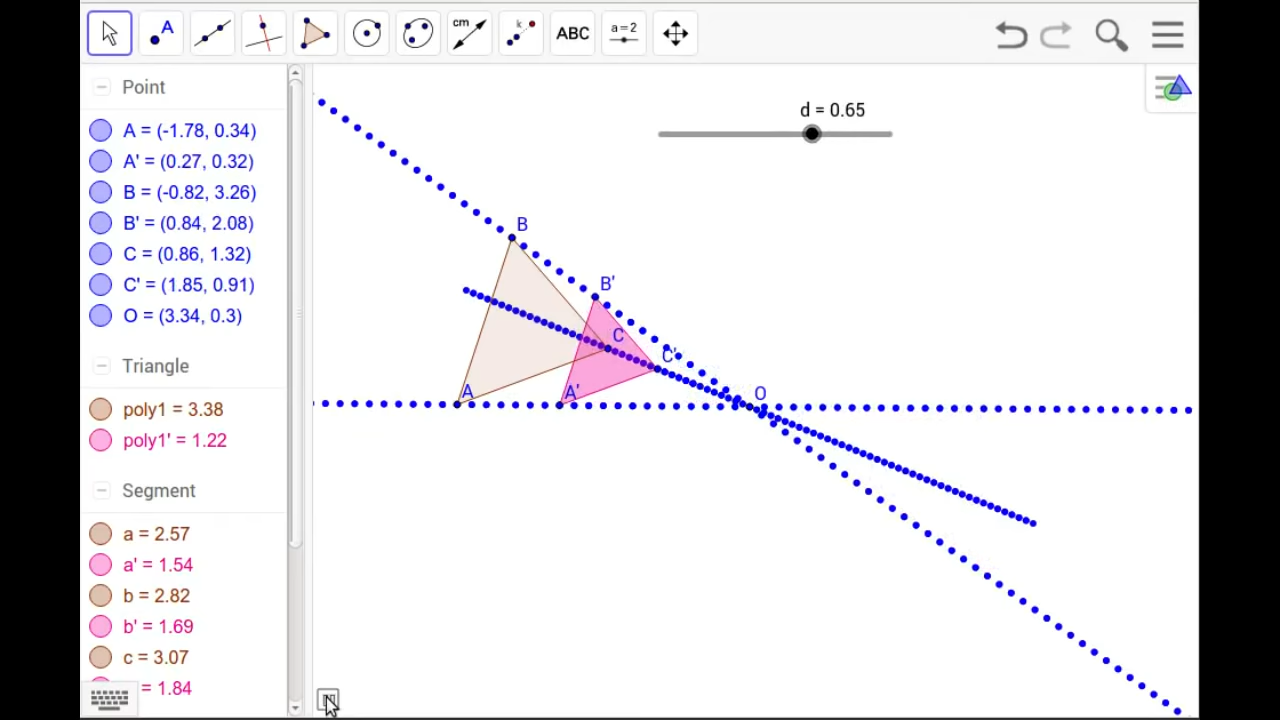 A
cm
k
ABC
a=2
Point
A = (-1.78, 0.34)
A' = (0.27, 0.32)
B = (-0.82, 3.26)
B' = (0.84, 2.08)
C = (0.86, 1.32)
C' = (1.85, 0.91)
O = (3.34, 0.3)
Triangle
poly1 = 3.38
poly1' = 1.22
Segment
a = 2.57
a' = 1.54
b = 2.82
b' = 1.69
c = 3.07
= 1.84
d = 0.65
B
B'
C
C'
A
A'
O